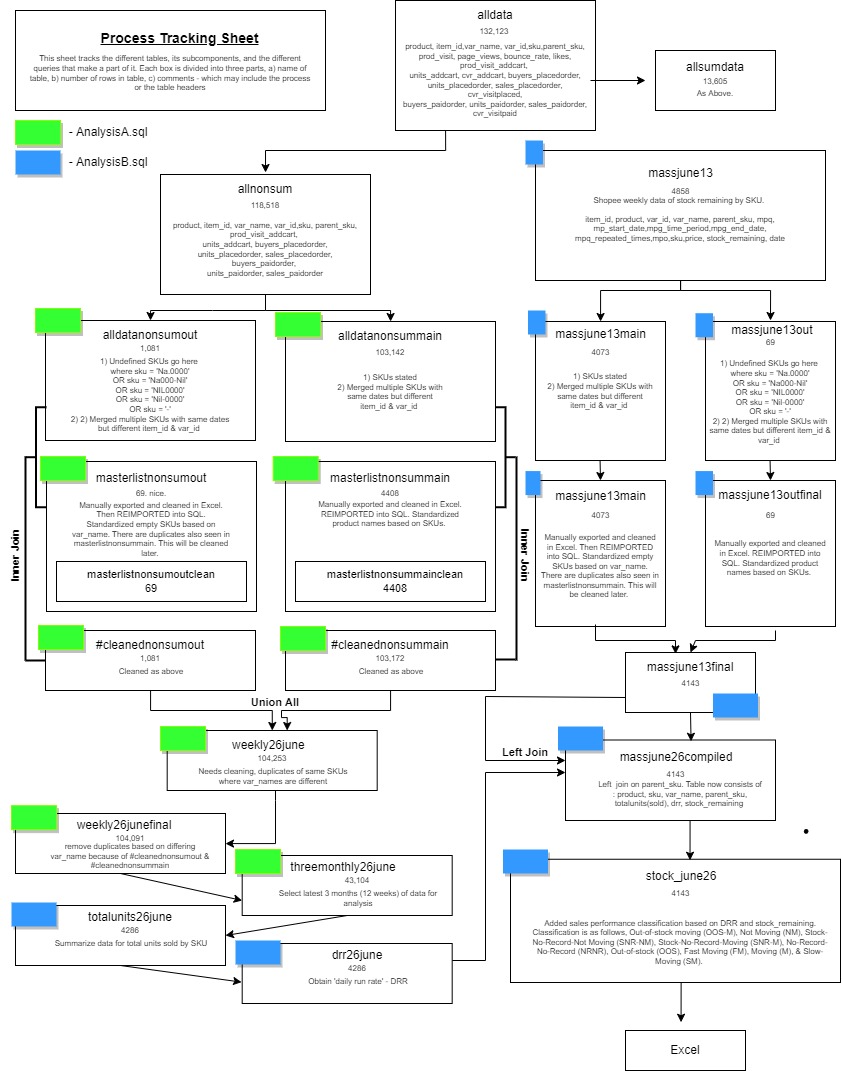 Process Tracking Sheet
This sheet tracks the different tables, its subcomponents, and the different
queries that make a part of it. Each box is divided into three parts, a) name of
table, b) number of rows in table, c) comments - which may include the process
or the table headers
- AnalysisA.sql
- AnalysisB.sql
alldata
132,123
product, item_id,var_name, var_id,sku,parent_sku,
prod_visit, page_views, bounce_rate, likes,
prod_visit_addcart,
units_addcart, cvr_addcart, buyers_placedorder,
units_placedorder, sales_placedorder,
cvr_visitplaced,
buyers_paidorder, units_paidorder, sales_paidorder,
cvr_visitpaid
allsumdata
13,605
As Above.
allnonsum
118,518
product, item_id, var_name, var_id,sku, parent_sku,
prod_visit_addcart,
units_addcart, buyers_placedorder,
units_placedorder, sales_placedorder,
buyers_paidorder,
units_paidorder, sales_paidorder
massjune13
4858
Shopee weekly data of stock remaining by SKU.
item_id, product, var_id, var_name, parent_sku, mpq,
mp_start_date,mpg_time_period,mpg_end_date,
mpq_repeated_times,mpo,sku,price, stock_remaining, date
alldatanonsumout
1,081
1) Undefined SKUs go here
where sku = 'Na.0000'
OR sku = 'Na000-Nil'
OR sku = 'NIL0000'
OR sku = 'Nil-0000'
OR sku = '-'
2) 2) Merged multiple SKUs with same dates
but different item_id & var_id
alldatanonsummain
103,142
1) SKUs stated
2) Merged multiple SKUs with
same dates but different
item_id & var_id
massjune13main
4073
1) SKUs stated
2) Merged multiple SKUs with
same dates but different
item_id & var_id
massjune13out
69
1) Undefined SKUs go here
where sku = 'Na.0000'
OR sku = 'Na000-Nil'
OR sku = 'NIL0000'
OR sku = 'Nil-0000'
OR sku = '-'
2) 2) Merged multiple SKUs with
same dates but different item_id &
var_id
masterlistnonsumout
69. nice.
Manually exported and cleaned in Excel.
Then REIMPORTED into SQL.
Standardized empty SKUs based on
var_name. There are duplicates also seen in
masterlistnonsummain. This will be cleaned
later.
masterlistnonsumoutclean
69
masterlistnonsummain
4408
Manually exported and cleaned in Excel.
REIMPORTED into SQL. Standardized
product names based on SKUs.
masterlistnonsummainclean
4408
massjune13main
4073
Manually exported and cleaned
in Excel. Then REIMPORTED
into SQL. Standardized empty
SKUs based on var_name.
There are duplicates also seen in
masterlistnonsummain. This will
be cleaned later.
massjune13outfinal
69
Manually exported and cleaned
in Excel. REIMPORTED into
SQL. Standardized product
names based on SKUs.
Inner Join
Inner Join
#cleanednonsumout
1,081
Cleaned as above
#cleanednonsummain
103,172
Cleaned as above
massjune13final
4143
Union All
weekly26june
104,253
Needs cleaning, duplicates of same SKUs
where var_names are different
Left Join
massjune26compiled
4143
Left join on parent_sku. Table now consists of
: product, sku, var_name, parent_sku,
totalunits(sold), drr, stock_remaining
weekly26junefinal
104,091
remove duplicates based on differing
var_name because of #cleanednonsumout &
#cleanednonsummain
threemonthly26june
43,104
Select latest 3 months (12 weeks) of data for
analysis
totalunits26june
4286
Summarize data for total units sold by SKU
drr26june
4286
Obtain 'daily run rate' - DRR
stock_june26
4143
Added sales performance classification based on DRR and stock_remaining.
Classification is as follows, Out-of-stock moving (OOS-M), Not Moving (NM), Stock-
No-Record-Not Moving (SNR-NM), Stock-No-Record-Moving (SNR-M), No-Record-
No-Record (NRNR), Out-of-stock (OOS), Fast Moving (FM), Moving (M), & Slow-
Moving (SM).
Excel